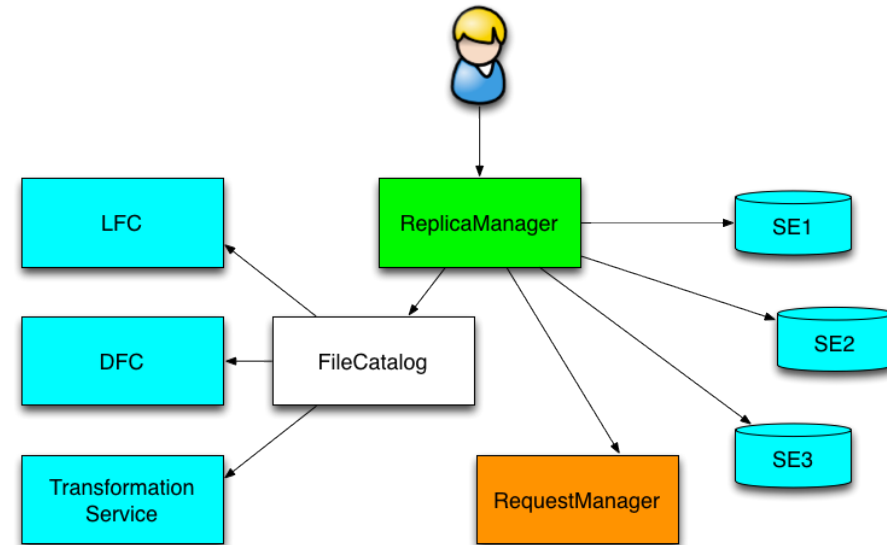 LFC
ReplicaManager
SE1
DFC
FileCatalog
SE2
Transformation
Service
RequestManager
SE3